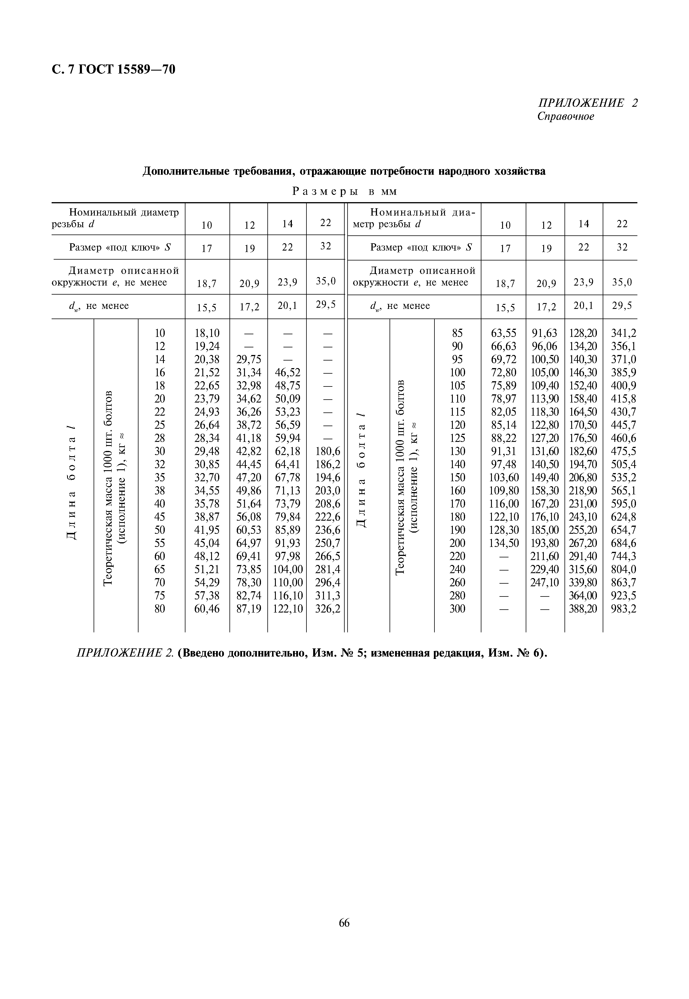 С. 7 ГОСТ 15589—70
ПРИЛОЖЕНИЕ 2
Справочное
Дополнительные требования, отражающие потребности народного хозяйства
Размеры в мм
Номинальный диаметр
резьбы d 10 12 14 22
Размер «под ключ» S 17 19 22 32
Диаметр описанной
окружности e, не менее 18,7 20,9 23,9 35,0
dw, не менее 15,5 17,2 20,1 29,5
Длина болта l
Теоретическая масса 1000 шт. болтов
(исполнение 1), кг ≈
10 18,10 — — —
12 19,24 — — —
14 20,38 29,75 — —
16 21,52 31,34 46,52 —
18 22,65 32,98 48,75 —
20 23,79 34,62 50,09 —
22 24,93 36,26 53,23 —
25 26,64 38,72 56,59 —
28 28,34 41,18 59,94 —
30 29,48 42,82 62,18 180,6
32 30,85 44,45 64,41 186,2
35 32,70 47,20 67,78 194,6
38 34,55 49,86 71,13 203,0
40 35,78 51,64 73,79 208,6
45 38,87 56,08 79,84 222,6
50 41,95 60,53 85,89 236,6
55 45,04 64,97 91,93 250,7
60 48,12 69,41 97,98 266,5
65 51,21 73,85 104,00 281,4
70 54,29 78,30 110,00 296,4
75 57,38 82,74 116,10 311,3
80 60,46 87,19 122,10 326,2
Номинальный диа-
метр резьбы d 10 12 14 22
Размер «под ключ» S 17 19 22 32
Диаметр описанной
окружности e, не менее 18,7 20,9 23,9 35,0
dw, не менее 15,5 17,2 20,1 29,5
Длина болта l
Теоретическая масса 1000 шт. болтов
(исполнение 1), кг ≈
85 63,55 91,63 128,20 341,2
90 66,63 96,06 134,20 356,1
95 69,72 100,50 140,30 371,0
100 72,80 105,00 146,30 385,9
105 75,89 109,40 152,40 400,9
110 78,97 113,90 158,40 415,8
115 82,05 118,30 164,50 430,7
120 85,14 122,80 170,50 445,7
125 88,22 127,20 176,50 460,6
130 91,31 131,60 182,60 475,5
140 97,48 140,50 194,70 505,4
150 103,60 149,40 206,80 535,2
160 109,80 158,30 218,90 565,1
170 116,00 167,20 231,00 595,0
180 122,10 176,10 243,10 624,8
190 128,30 185,00 255,20 654,7
200 134,50 193,80 267,20 684,6
220 — 211,60 291,40 744,3
240 — 229,40 315,60 804,0
260 — 247,10 339,80 863,7
280 — — 364,00 923,5
300 — — 388,20 983,2
ПРИЛОЖЕНИЕ 2. (Введено дополнительно, Изм. № 5; измененная редакция, Изм. № 6).
66